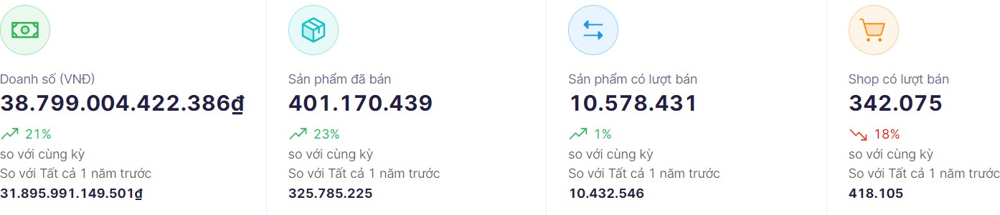 Doanh số (VNĐ)
38.799.004.422.386₫
21%
so với cùng kỳ
So với Tất cả 1 năm trước
31.895.991.149.501₫
Sản phẩm đã bán
401.170.439
23%
so với cùng kỳ
So với Tất cả 1 năm trước
325.785.225
Sản phẩm có lượt bán
10.578.431
1%
so với cùng kỳ
So với Tất cả 1 năm trước
10.432.546
Shop có lượt bán
342.075
18%
so với cùng kỳ
So với Tất cả 1 năm trước
418.105